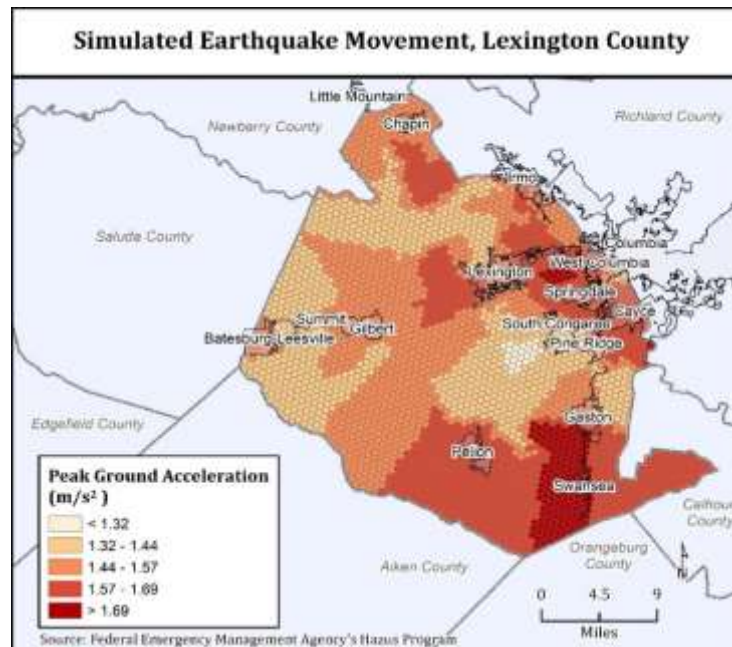 Simulated Earthquake Movement, Lexington County
Little Mountain
Newberry County
Chapin
Richland County
Irmo
Saluda County
Columbia
West Columbia
Lexington
Springdale
Cayce
Summit
South Congaree
Gilbert
Batesburg-Leesville
Pine Ridge
Edgefield County
Gaston
Pelion
Swansea
Calhoun
County
Orangeburg
County
Aiken County
Peak Ground Acceleration
(m/s²)
< 1.32
1.32 - 1.44
1.44 - 1.57
1.57 - 1.69
> 1.69
N
0 4.5 9
Miles
Source: Federal Emergency Management Agency's Hazus Program